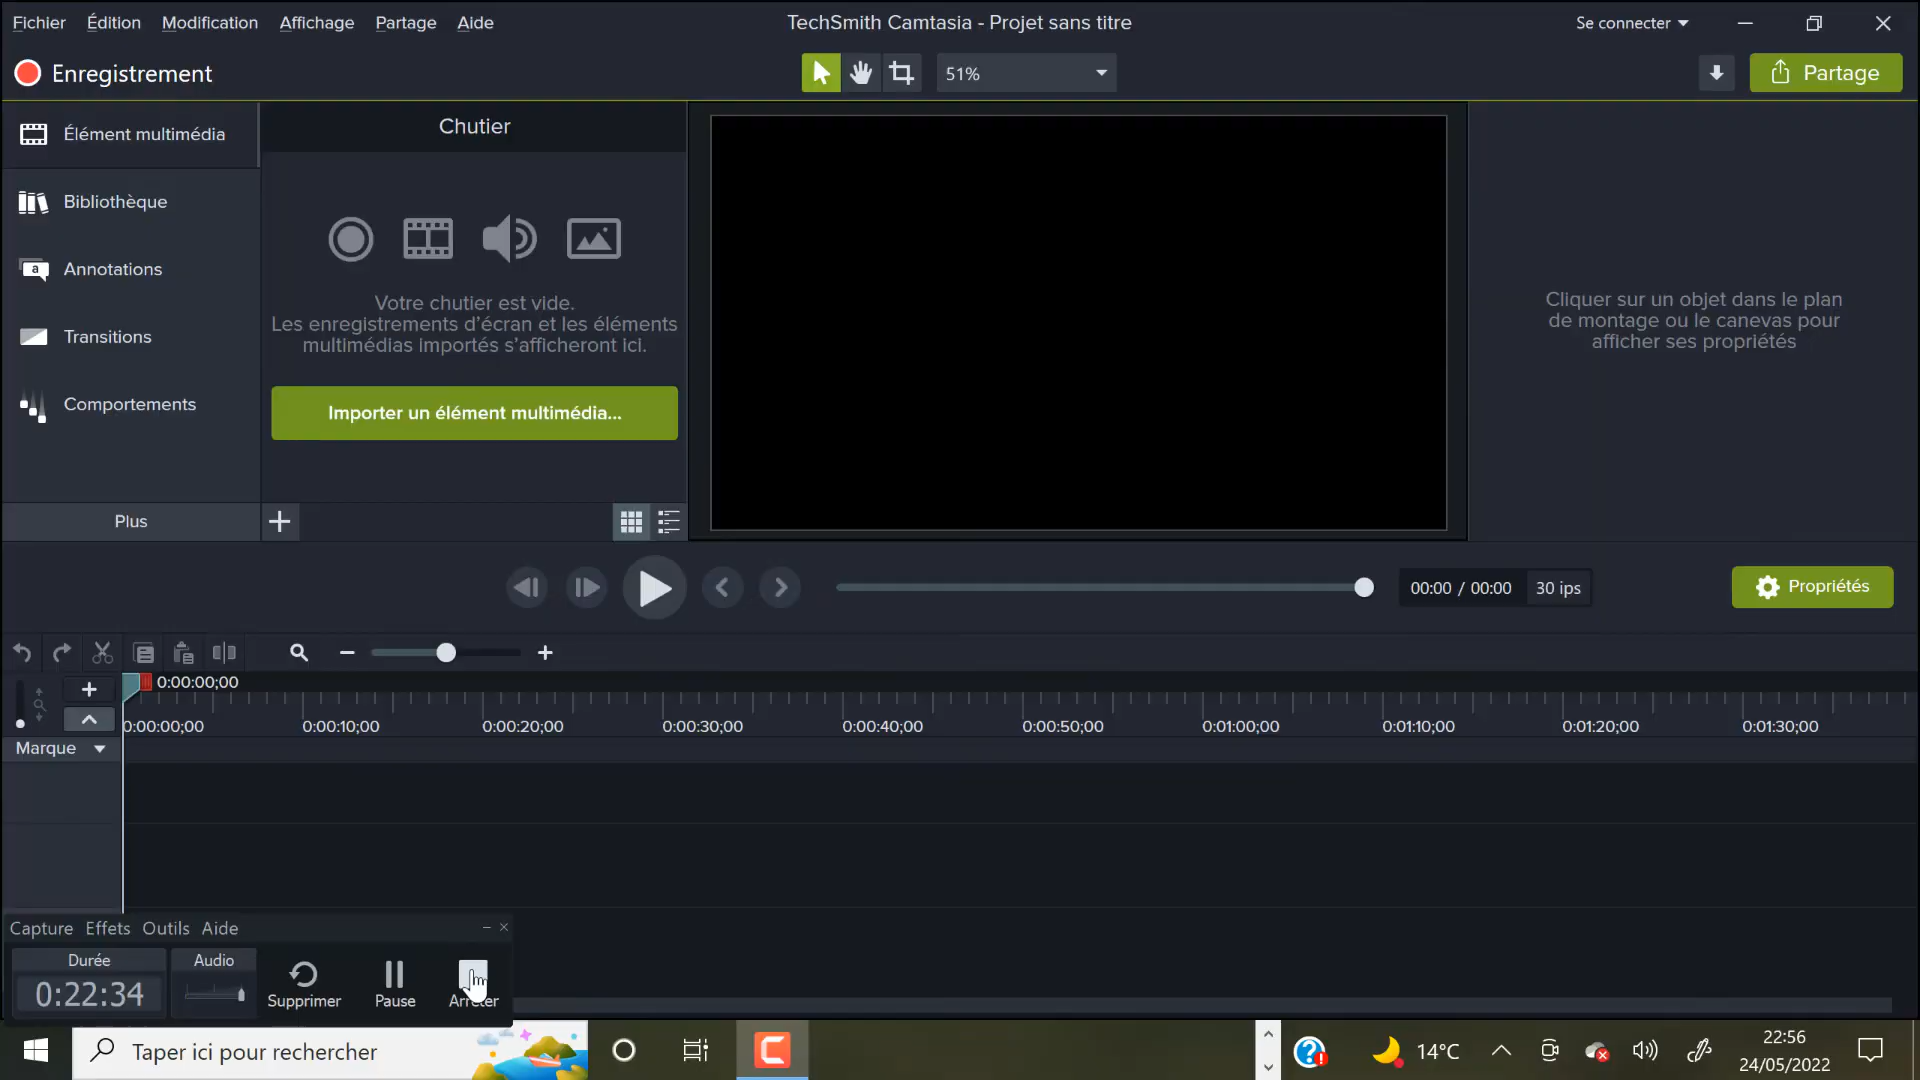 Fichier Édition Modification Affichage Partage Aide
TechSmith Camtasia - Projet sans titre
Se connecter
Enregistrement
51%
Partage
Élément multimédia
Bibliothèque
Annotations
Transitions
Comportements
Plus
Chutier
Votre chutier est vide.
Les enregistrements d'écran et les éléments
multimédias importés s'afficheront ici.
Importer un élément multimédia...
Cliquer sur un objet dans le plan
de montage ou le canevas pour
afficher ses propriétés
00:00 / 00:00 30 ips
Propriétés
0:00:00;00
0:00:00;00 0:00:10;00 0:00:20;00 0:00:30;00 0:00:40;00 0:00:50;00 0:01:00;00 0:01:10;00 0:01:20;00 0:01:30;00
Marque
Capture Effets Outils Aide
Durée
0:22:34
Audio
Supprimer
Pause
Arrêter
Taper ici pour rechercher
14°C
22:56
24/05/2022